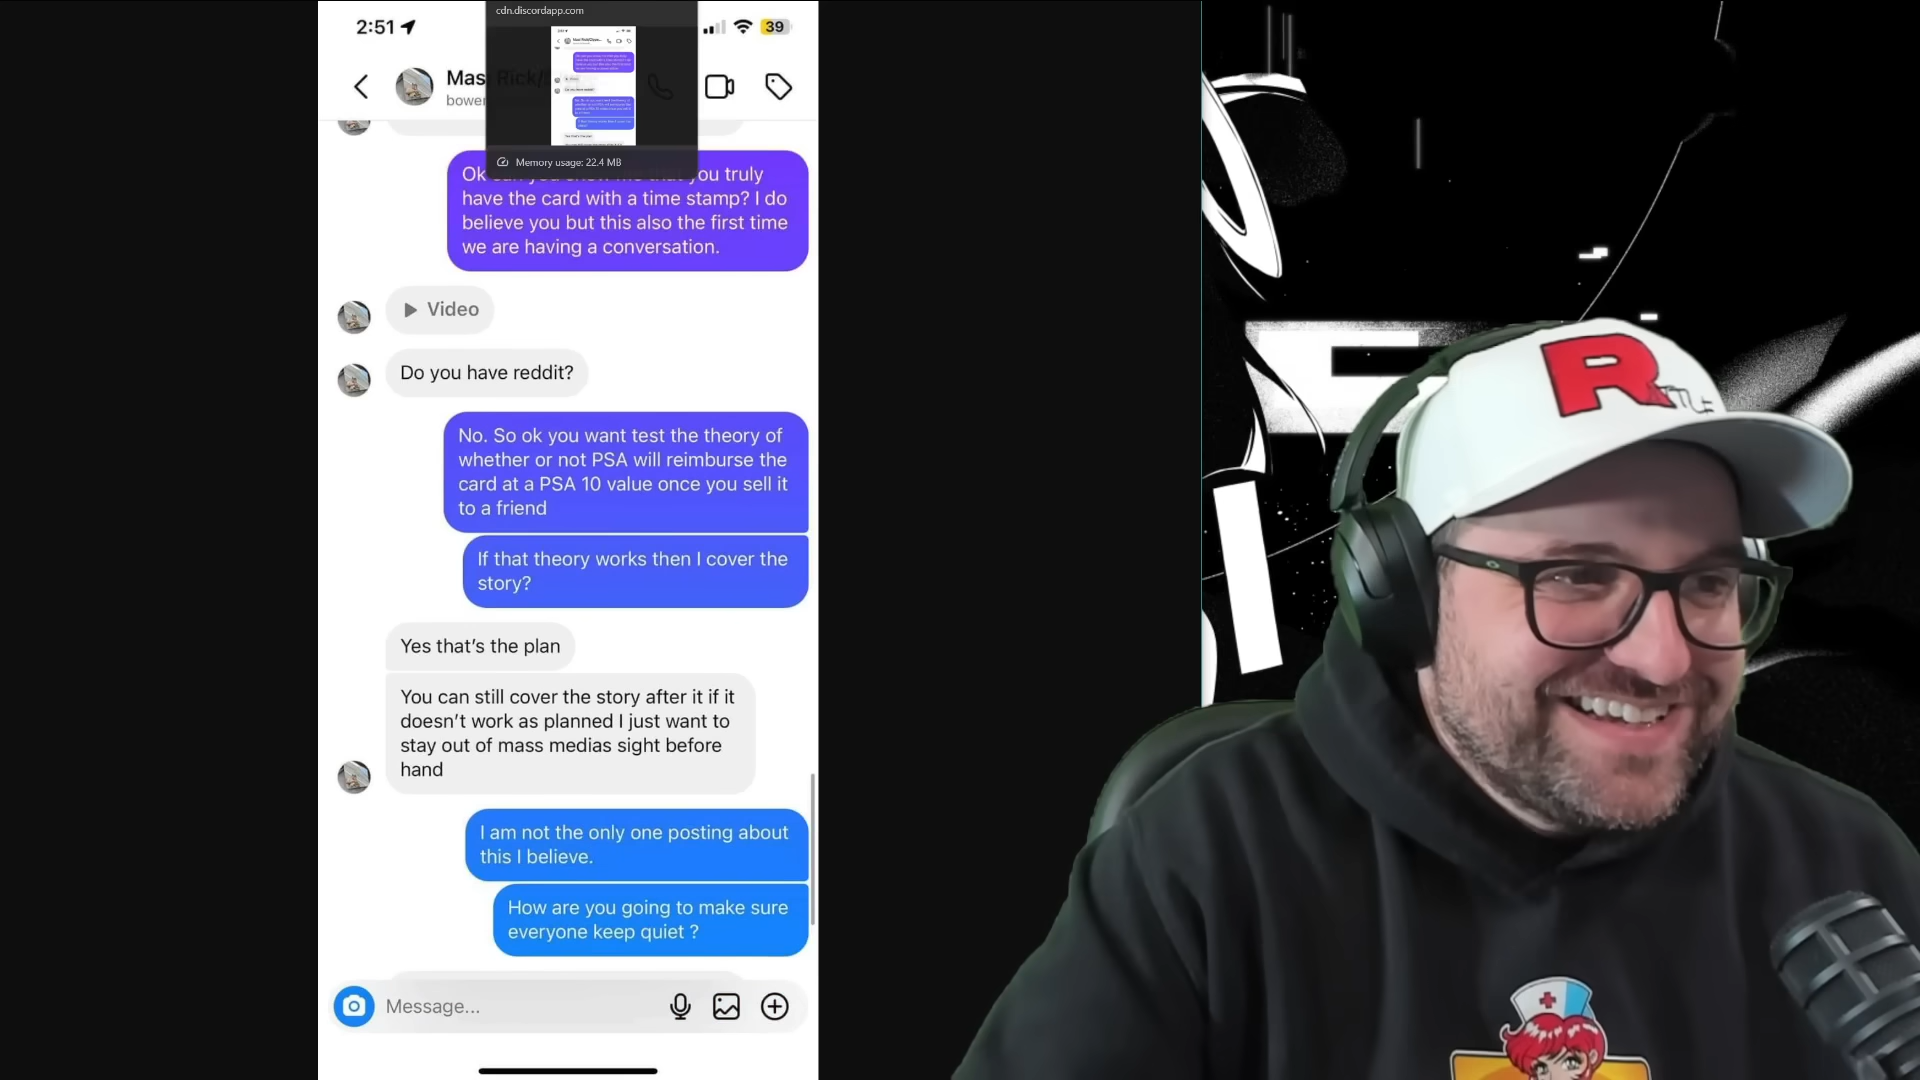 cdn.discordapp.com
2:51
39
Mas Rick/
bower
Memory usage: 22.4 MB
Ok you truly
have the card with a time stamp? I do
believe you but this also the first time
we are having a conversation.
Video
Do you have reddit?
No. So ok you want test the theory of
whether or not PSA will reimburse the
card at a PSA 10 value once you sell it
to a friend
If that theory works then I cover the
story?
Yes that’s the plan
You can still cover the story after it if it
doesn’t work as planned I just want to
stay out of mass medias sight before
hand
I am not the only one posting about
this I believe.
How are you going to make sure
everyone keep quiet ?
Message...
R